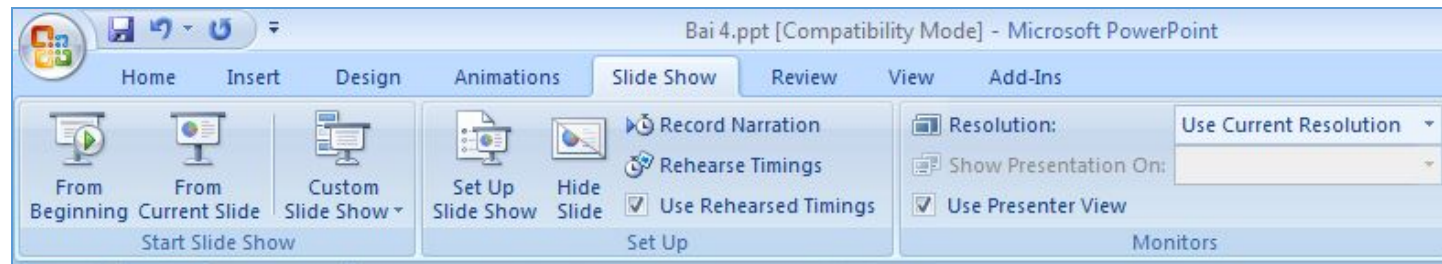 Bai 4.ppt [Compatibility Mode] - Microsoft PowerPoint
Home Insert Design Animations Slide Show Review View Add-Ins
From Beginning
From Current Slide
Custom Slide Show
Start Slide Show
Set Up Slide Show
Hide Slide
Record Narration
Rehearse Timings
Use Rehearsed Timings
Set Up
Resolution: Use Current Resolution
Show Presentation On:
Use Presenter View
Monitors